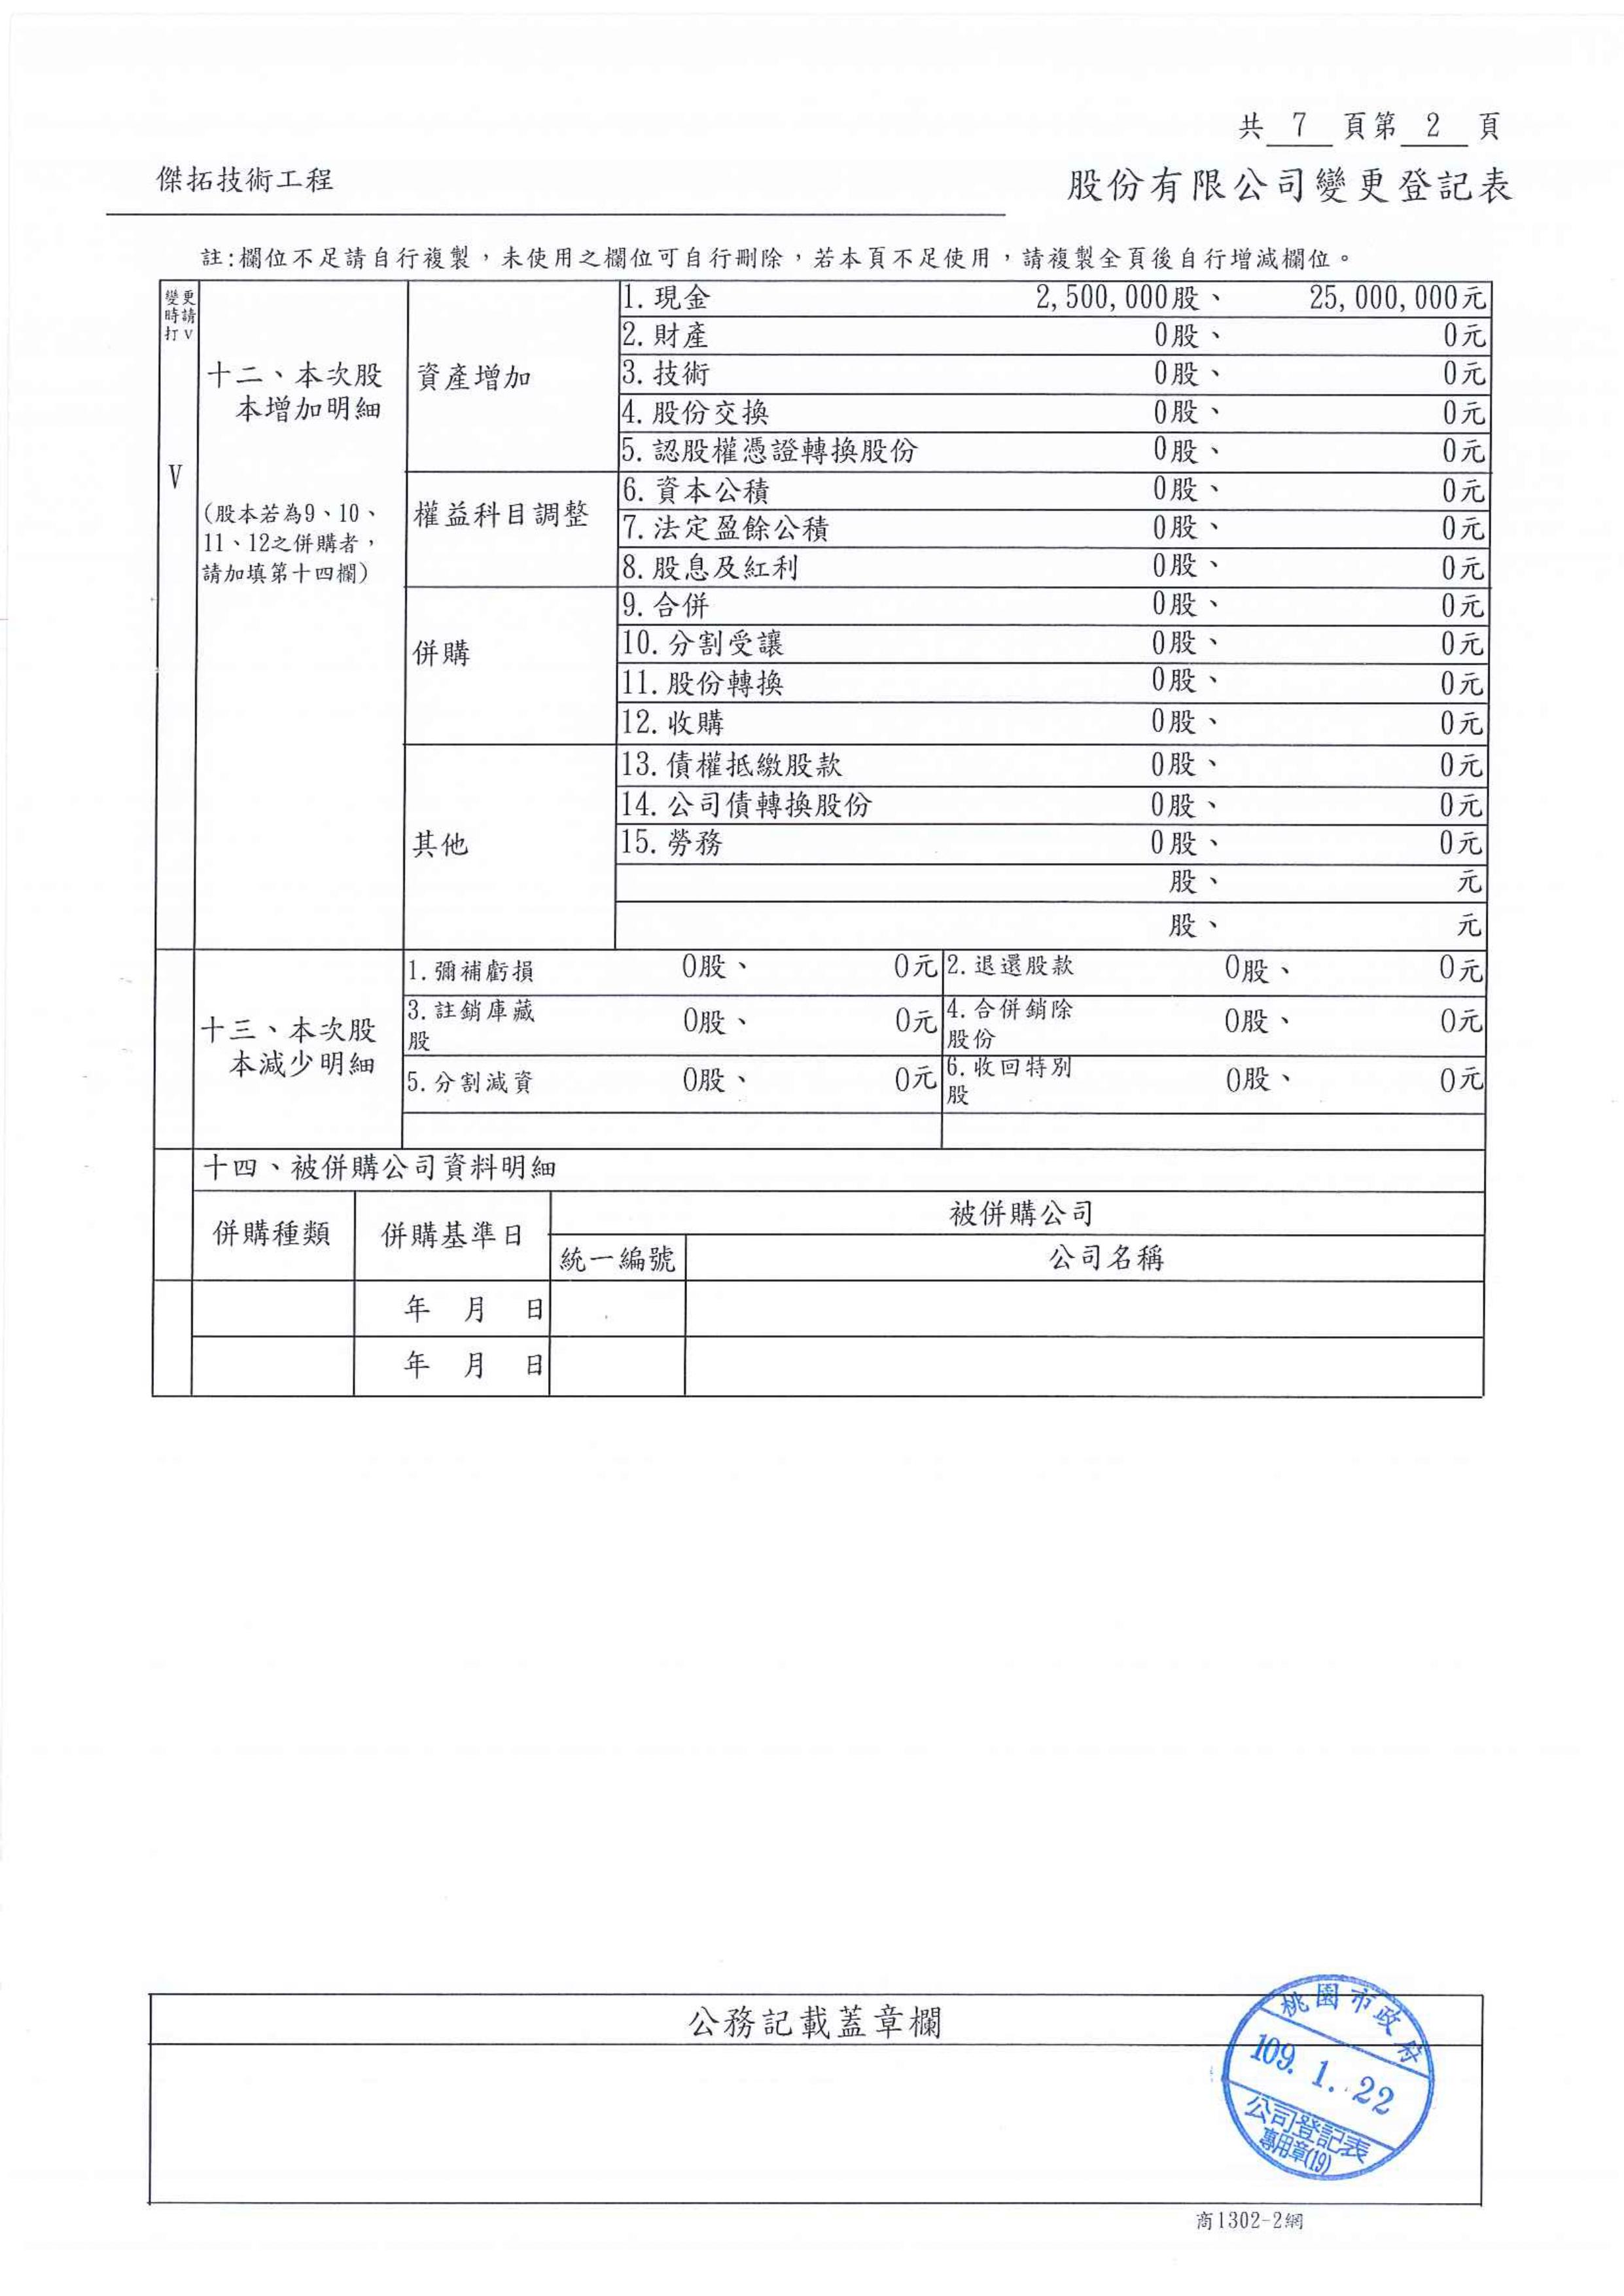 共 7 頁第 2 頁
傑拓技術工程
股份有限公司變更登記表
註:欄位不足請自行複製，未使用之欄位可自行刪除，若本頁不足使用，請複製全頁後自行增減欄位。
變更
時請
打V
V
十二、本次股
本增加明細
(股本若為9、10、
11、12之併購者，
請加填第十四欄)
資產增加
1.現金 2,500,000股、 25,000,000元
2.財產 0股、 0元
3.技術 0股、 0元
4.股份交換 0股、 0元
5.認股權憑證轉換股份 0股、 0元
權益科目調整
6.資本公積 0股、 0元
7.法定盈餘公積 0股、 0元
8.股息及紅利 0股、 0元
併購
9.合併 0股、 0元
10.分割受讓 0股、 0元
11.股份轉換 0股、 0元
12.收購 0股、 0元
其他
13.債權抵繳股款 0股、 0元
14.公司債轉換股份 0股、 0元
15.勞務 0股、 0元
股、 元
股、 元
十三、本次股
本減少明細
1.彌補虧損 0股、 0元 2.退還股款 0股、 0元
3.註銷庫藏
股 0股、 0元 4.合併銷除
股份 0股、 0元
5.分割減資 0股、 0元 6.收回特別
股 0股、 0元
十四、被併購公司資料明細
併購種類 併購基準日 被併購公司
統一編號 公司名稱
年 月 日
年 月 日
公務記載蓋章欄
桃園市政府
109. 1. 22
公司登記表
專用章(19)
商1302-2網